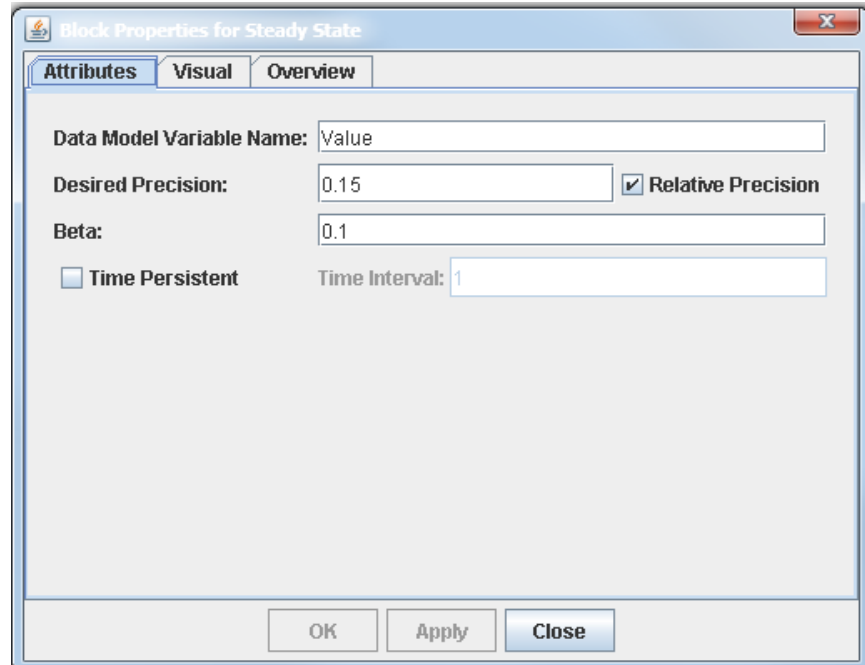 Block Properties for Steady State
Attributes Visual Overview
Data Model Variable Name: Value
Desired Precision: 0.15 Relative Precision
Beta: 0.1
Time Persistent Time Interval: 1
OK Apply Close